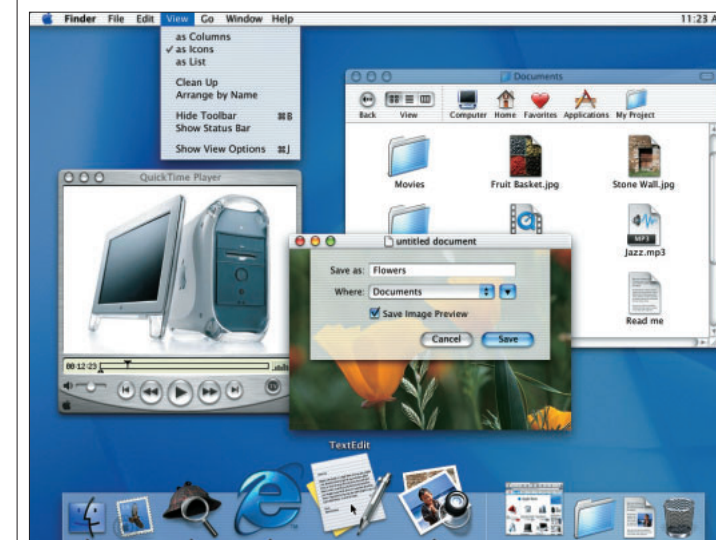 Finder File Edit View Go Window Help 11:23 A
as Columns
✓ as Icons
as List
Clean Up
Arrange by Name
Hide Toolbar ⌘B
Show Status Bar
Show View Options ⌘J
Documents
Back View Computer Home Favorites Applications My Project
Movies Fruit Basket.jpg Stone Wall.jpg
MP3
Jazz.mp3
Read me
QuickTime Player
00:12:23
untitled document
Save as: Flowers
Where: Documents
Save Image Preview
Cancel Save
TextEdit